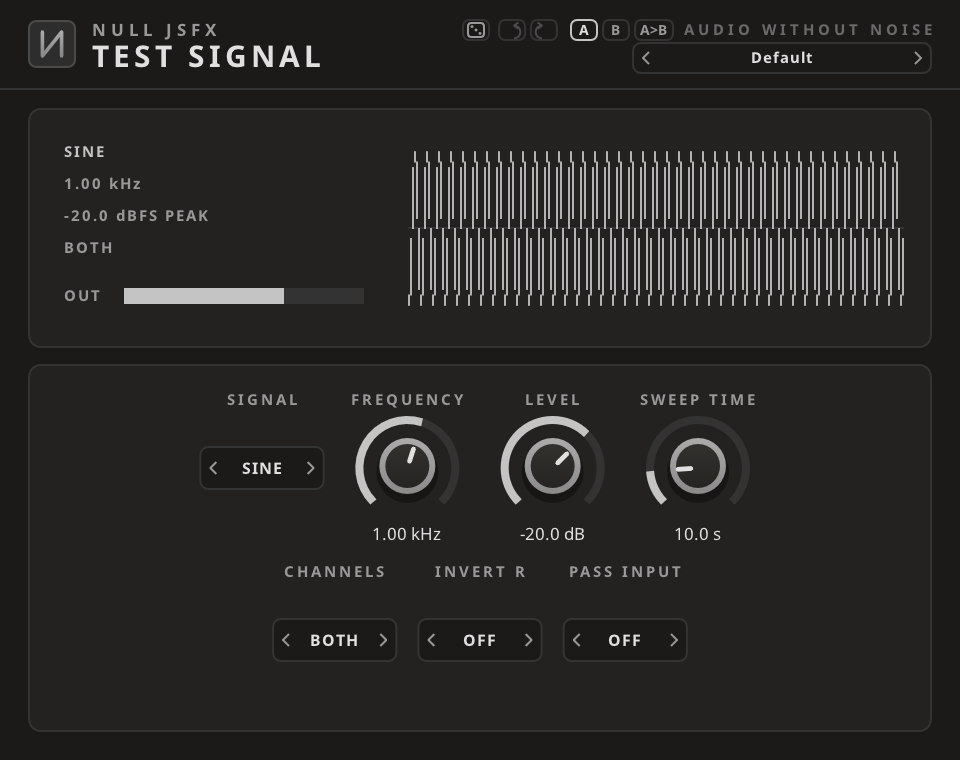 NULL JSFX
TEST SIGNAL
A B A>B AUDIO WITHOUT NOISE
Default
SINE
1.00 kHz
-20.0 dBFS PEAK
BOTH
OUT
SIGNAL FREQUENCY LEVEL SWEEP TIME
SINE
1.00 kHz -20.0 dB 10.0 s
CHANNELS INVERT R PASS INPUT
BOTH OFF OFF